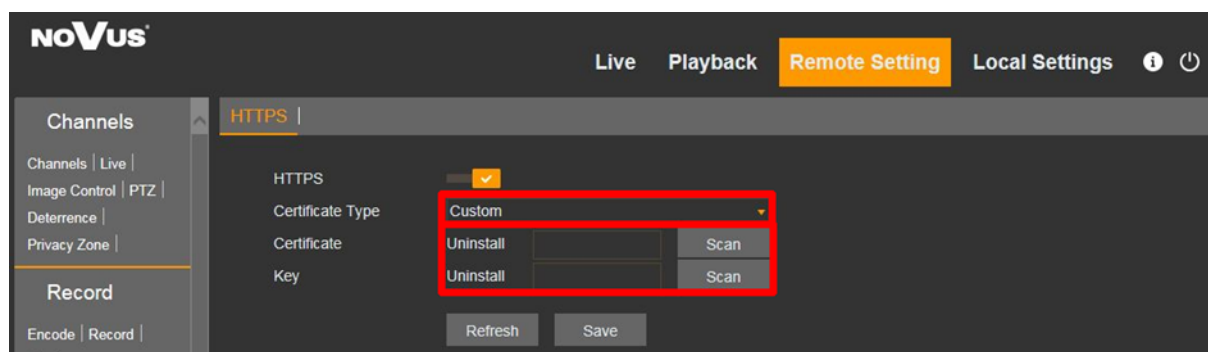 NOVUS
Live Playback Remote Setting Local Settings
Channels
Channels | Live |
Image Control | PTZ |
Deterrence |
Privacy Zone |
Record
Encode | Record |
HTTPS |
HTTPS
Certificate Type Custom
Certificate Uninstall Scan
Key Uninstall Scan
Refresh Save